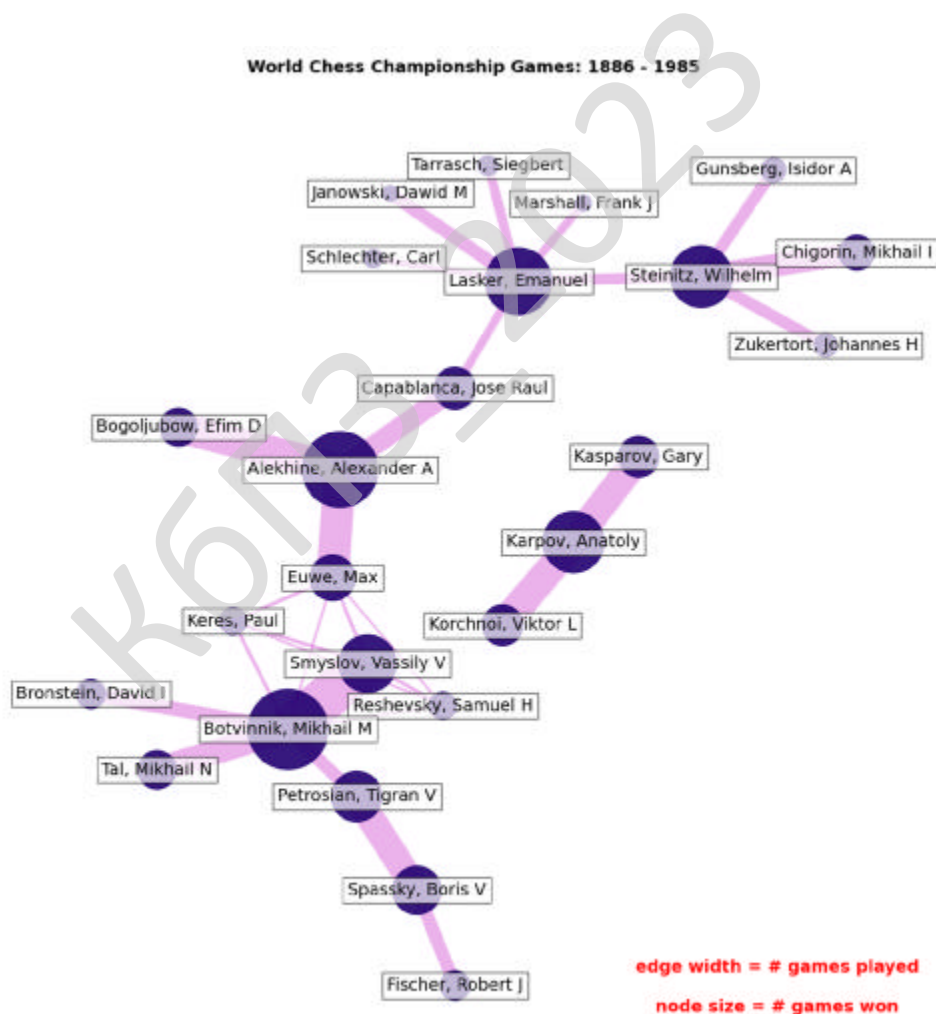 World Chess Championship Games: 1886 - 1985
Tarrasch, Siegbert
Gunsberg, Isidor A
Janowski, Dawid M
Marshall, Frank J
Schlechter, Carl
Chigorin, Mikhail I
Lasker, Emanuel
Steinitz, Wilhelm
Zukertort, Johannes H
Capablanca, Jose Raul
Bogoljubow, Efim D
Alekhine, Alexander A
Kasparov, Gary
Karpov, Anatoly
Euwe, Max
Keres, Paul
Korchnoi, Viktor L
Smyslov, Vassily V
Bronstein, David I
Reshevsky, Samuel H
Botvinnik, Mikhail M
Tal, Mikhail N
Petrosian, Tigran V
Spassky, Boris V
Fischer, Robert J
edge width = # games played
node size = # games won
КбПЗ_2023